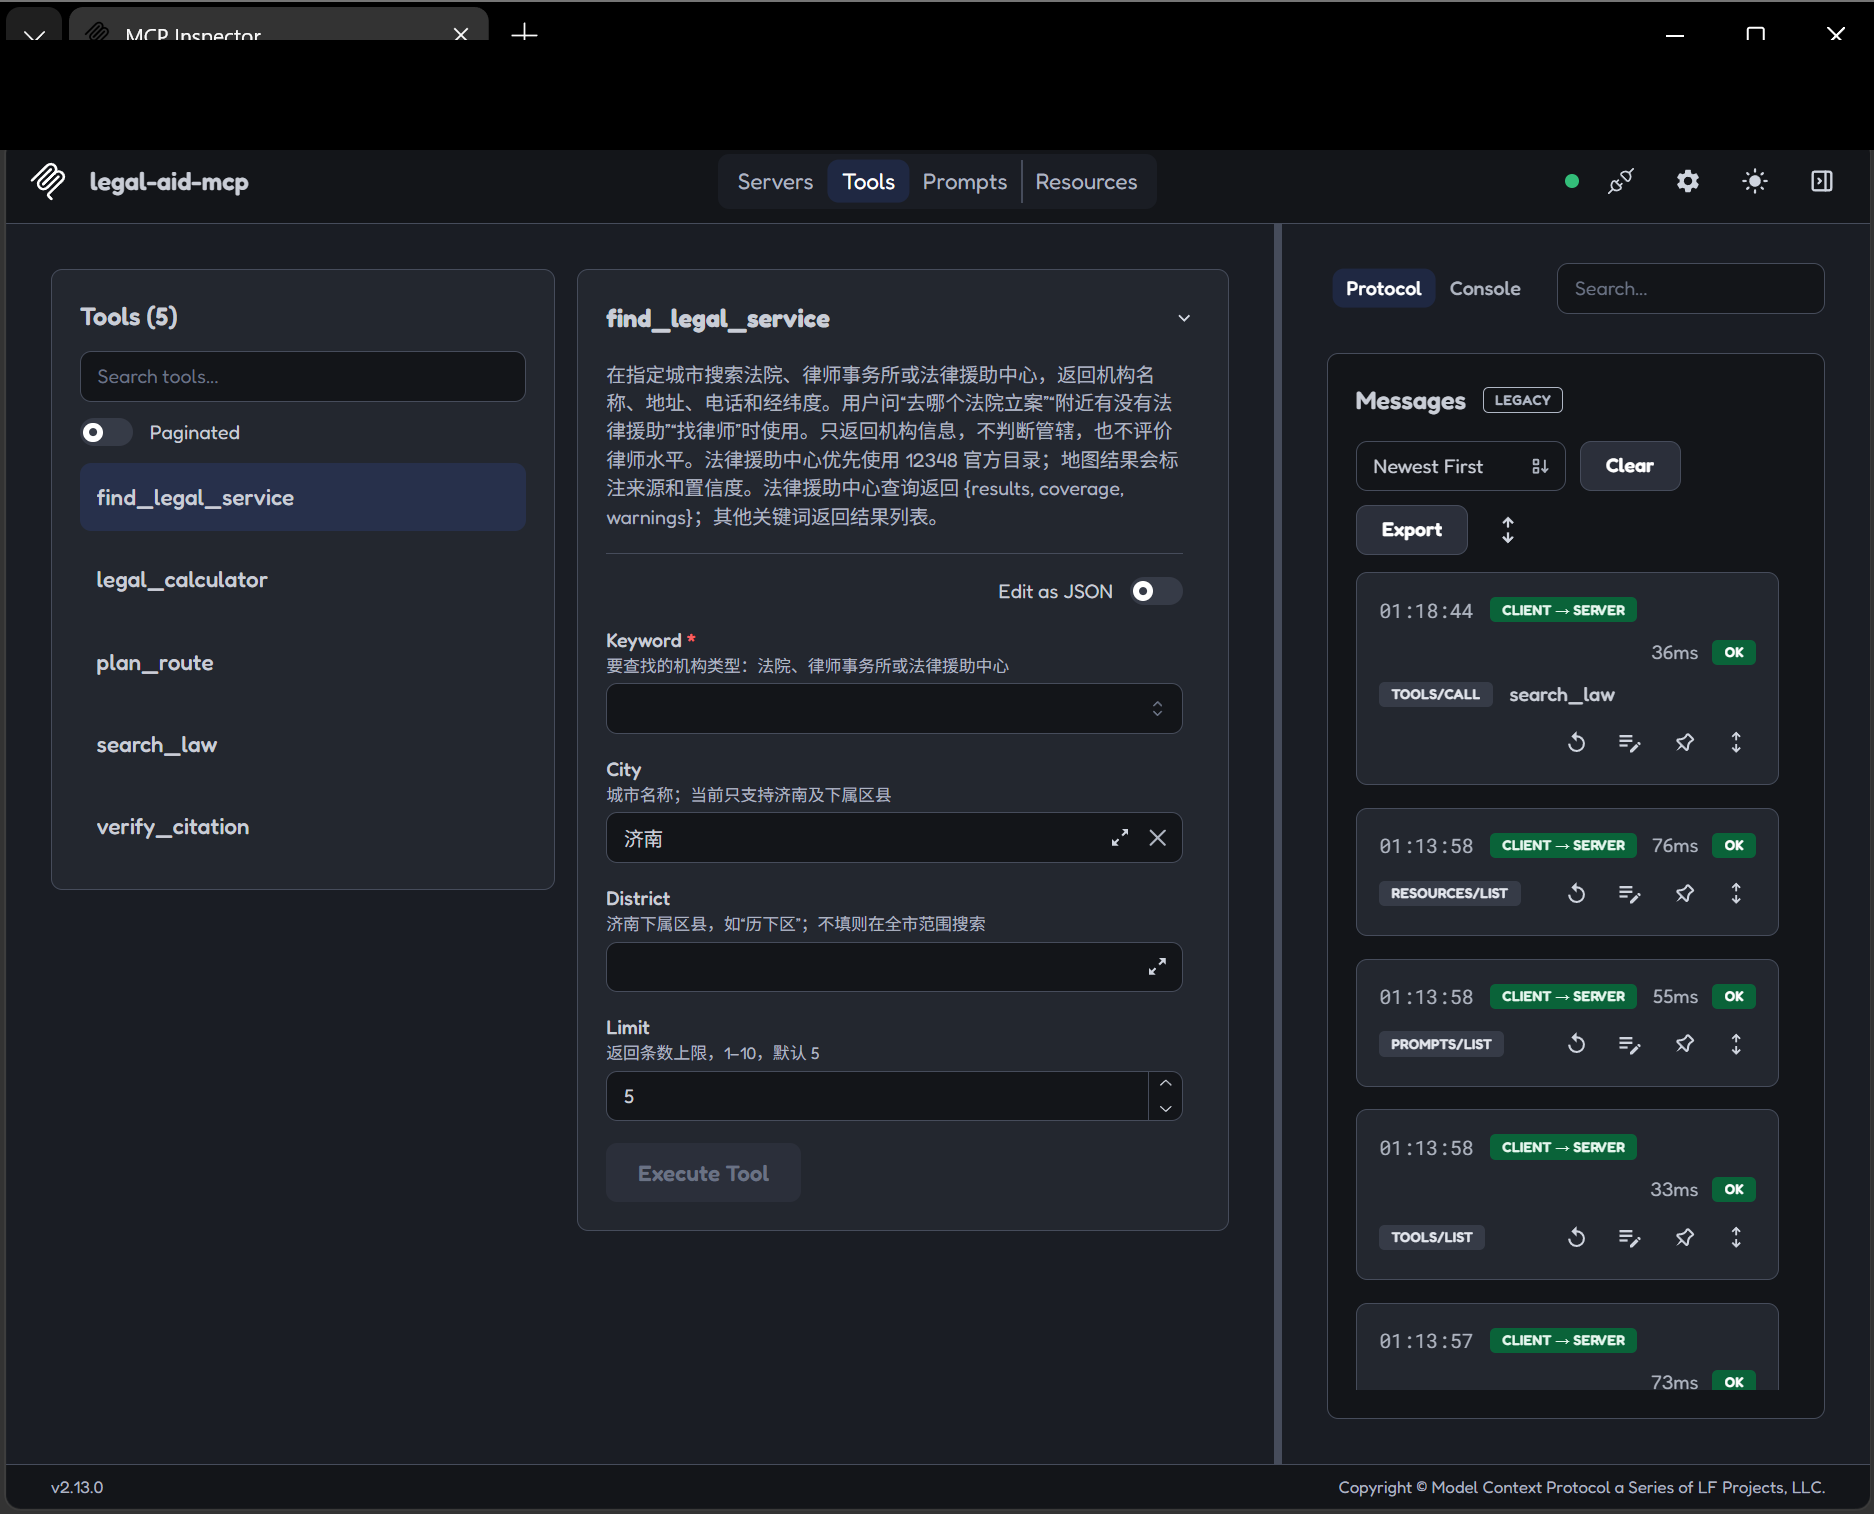 MCP Inspector
legal-aid-mcp
Servers
Tools
Prompts
Resources
Tools (5)
Search tools...
Paginated
find_legal_service
legal_calculator
plan_route
search_law
verify_citation
find_legal_service
在指定城市搜索法院、律师事务所或法律援助中心，返回机构名
称、地址、电话和经纬度。用户问“去哪个法院立案”“附近有没有法
律援助”“找律师”时使用。只返回机构信息，不判断管辖，也不评价
律师水平。法律援助中心优先使用 12348 官方目录；地图结果会标
注来源和置信度。法律援助中心查询返回 {results, coverage,
warnings}；其他关键词返回结果列表。
Edit as JSON
Keyword *
要查找的机构类型：法院、律师事务所或法律援助中心
City
城市名称；当前只支持济南及下属区县
济南
District
济南下属区县，如“历下区”；不填则在全市范围搜索
Limit
返回条数上限，1–10，默认 5
5
Execute Tool
Protocol
Console
Search...
Messages
LEGACY
Newest First
Clear
Export
01:18:44 CLIENT → SERVER
36ms OK
TOOLS/CALL search_law
01:13:58 CLIENT → SERVER 76ms OK
RESOURCES/LIST
01:13:58 CLIENT → SERVER 55ms OK
PROMPTS/LIST
01:13:58 CLIENT → SERVER
33ms OK
TOOLS/LIST
01:13:57 CLIENT → SERVER
73ms OK
v2.13.0
Copyright © Model Context Protocol a Series of LF Projects, LLC.